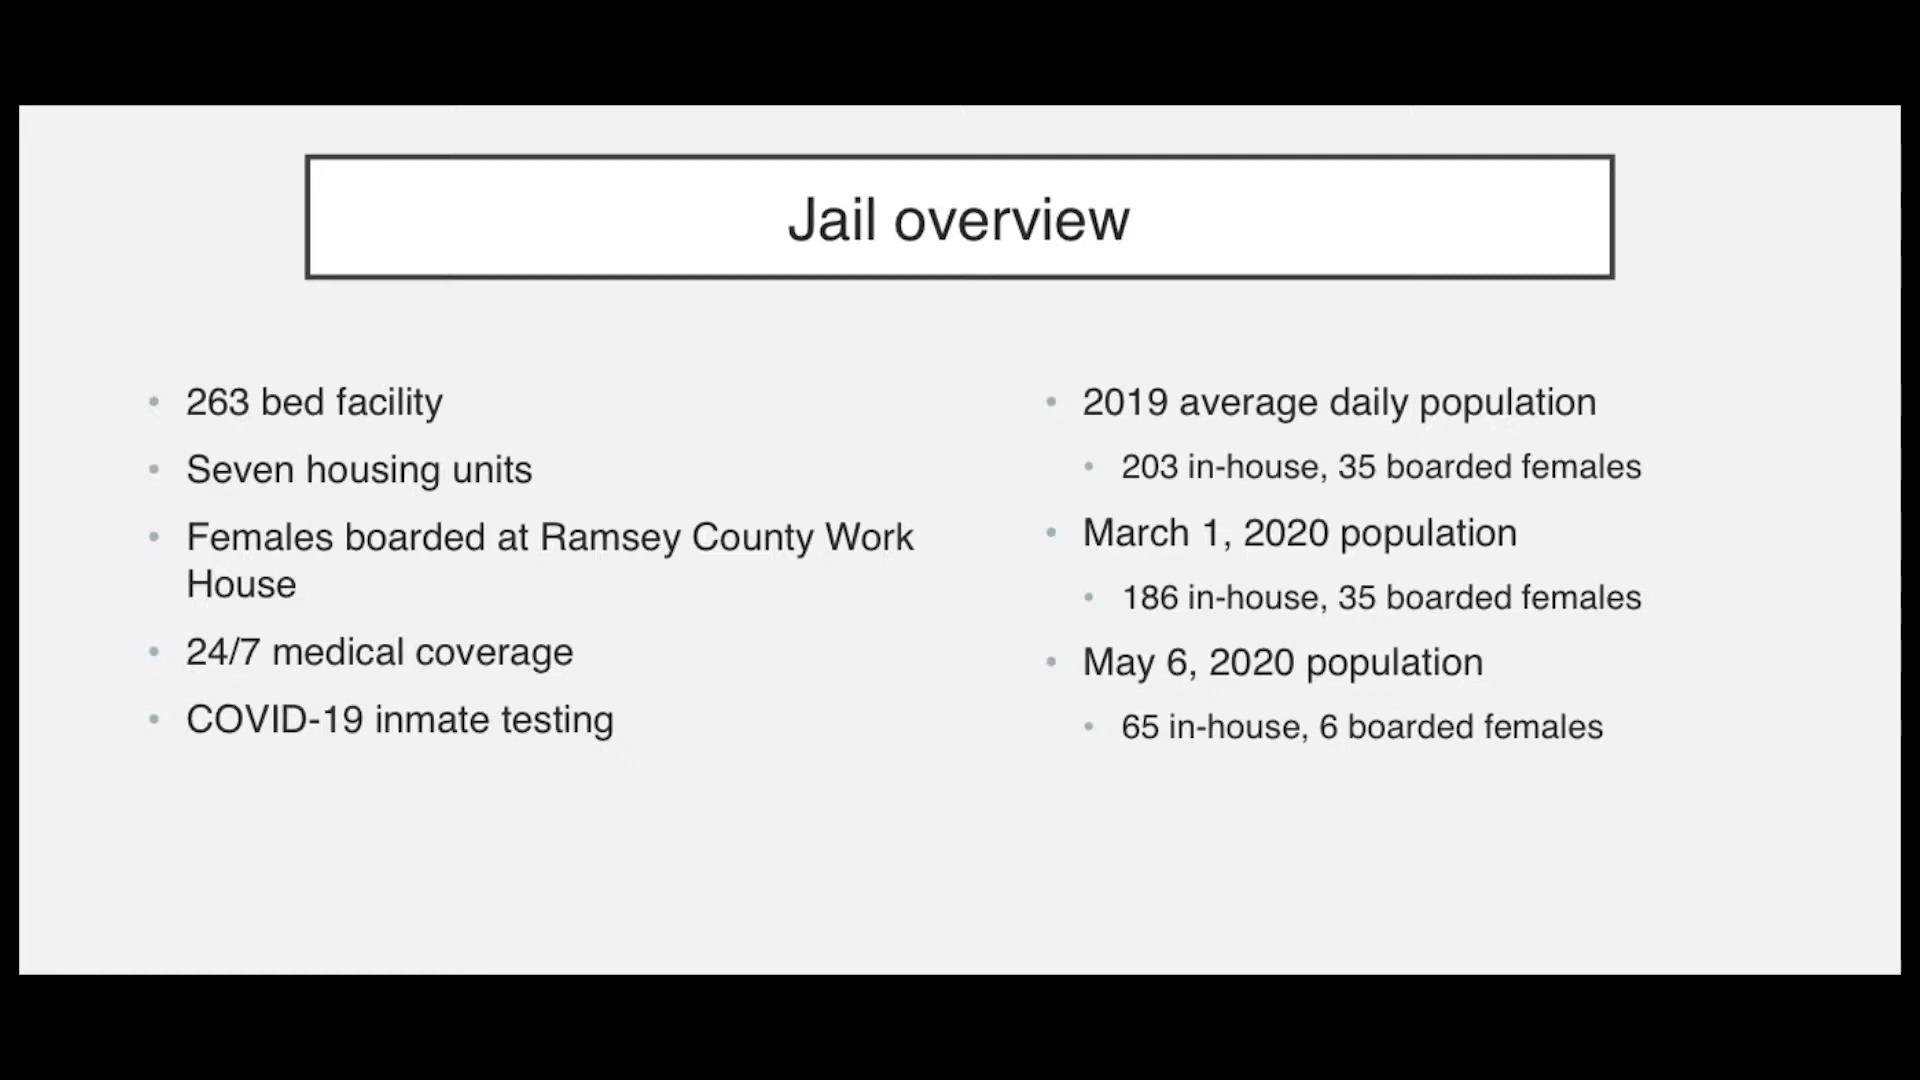 Jail overview
263 bed facility
Seven housing units
Females boarded at Ramsey County Work
House
24/7 medical coverage
COVID-19 inmate testing
2019 average daily population
203 in-house, 35 boarded females
March 1, 2020 population
186 in-house, 35 boarded females
May 6, 2020 population
65 in-house, 6 boarded females